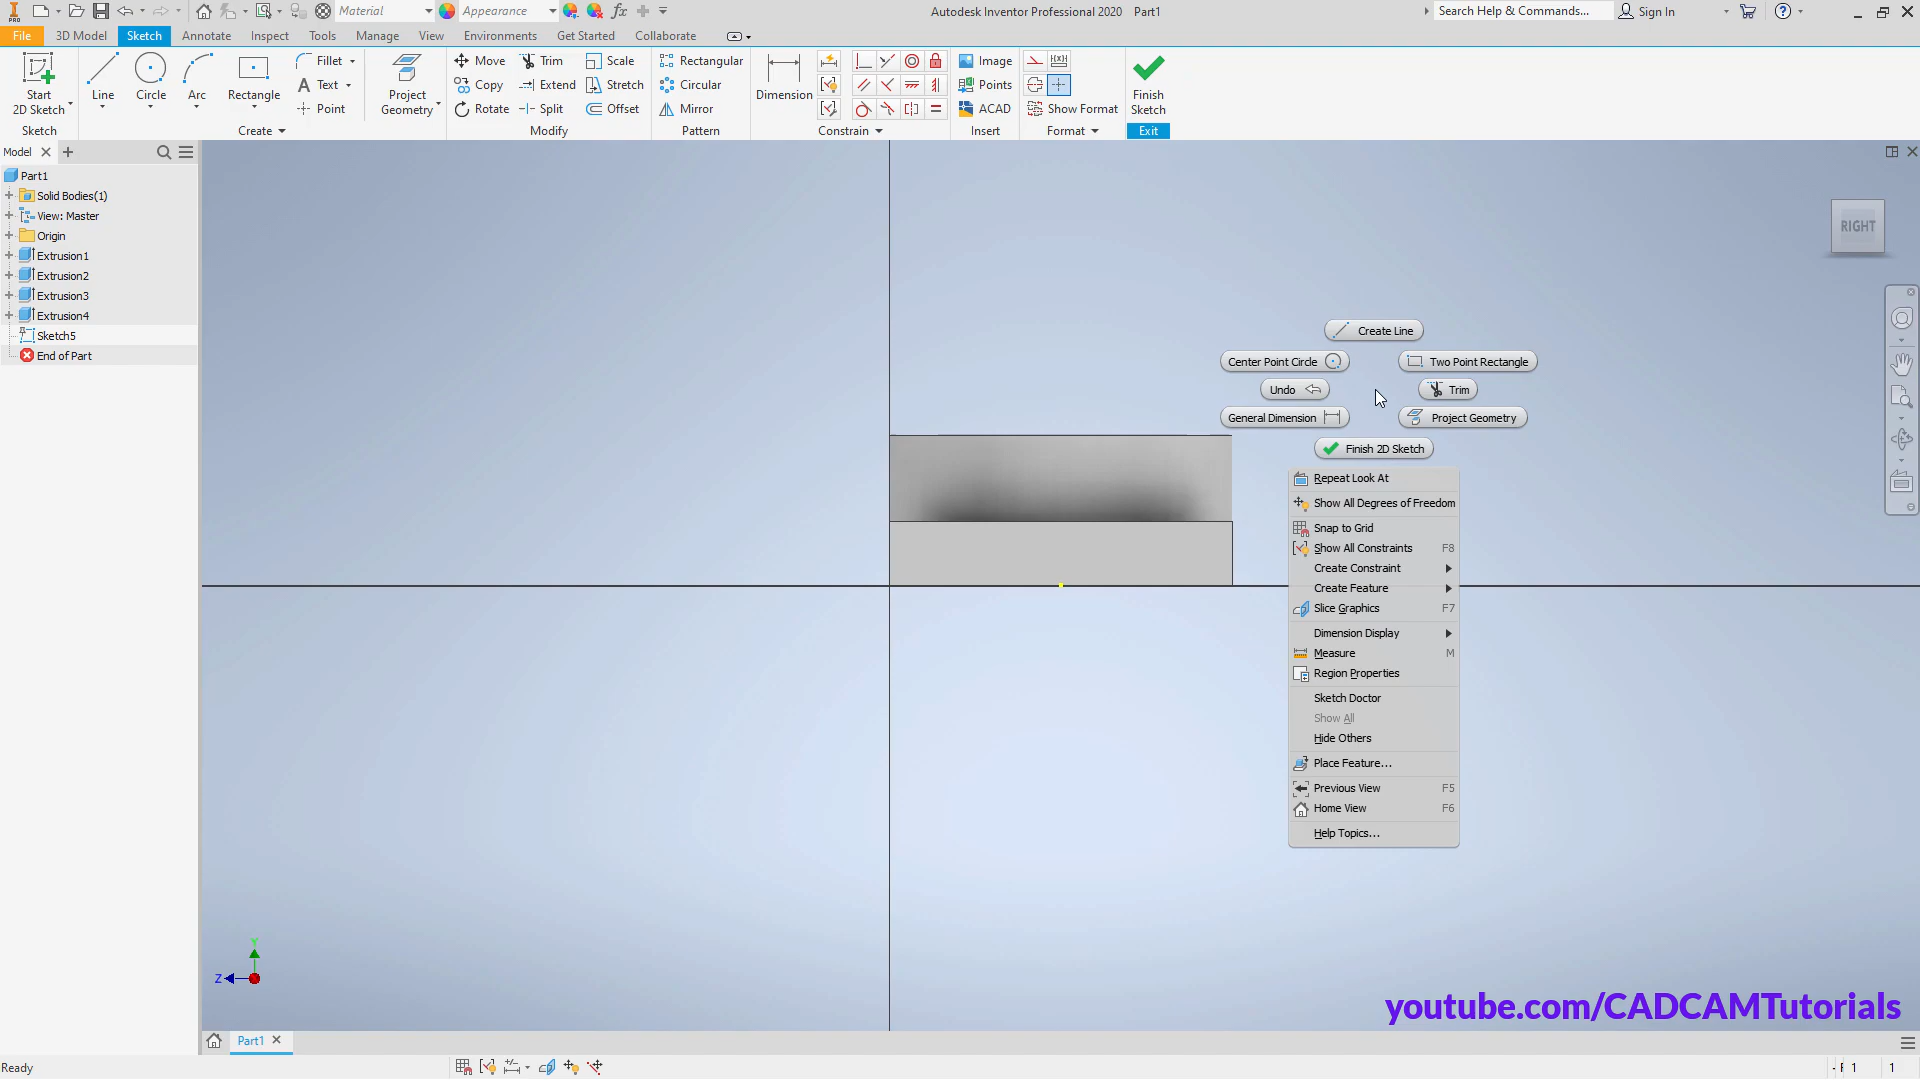 Material
Appearance
Autodesk Inventor Professional 2020 Part1
Search Help & Commands...
Sign In
PRO
File 3D Model Sketch Annotate Inspect Tools Manage View Environments Get Started Collaborate
Start 2D Sketch
Line
Circle
Arc
Rectangle
Fillet
Text
Point
Project Geometry
Move
Copy
Rotate
Trim
Extend
Split
Scale
Stretch
Offset
Rectangular
Circular
Mirror
Dimension
Image
Points
ACAD
Show Format
Finish Sketch
Sketch Create Modify Pattern Constrain Insert Format Exit
Model
Part1
Solid Bodies(1)
View: Master
Origin
Extrusion1
Extrusion2
Extrusion3
Extrusion4
Sketch5
End of Part
RIGHT
Create Line
Center Point Circle
Two Point Rectangle
Undo
Trim
General Dimension
Project Geometry
Finish 2D Sketch
Repeat Look At
Show All Degrees of Freedom
Snap to Grid
Show All Constraints F8
Create Constraint
Create Feature
Slice Graphics F7
Dimension Display
Measure M
Region Properties
Sketch Doctor
Show All
Hide Others
Place Feature...
Previous View F5
Home View F6
Help Topics...
Y
Z
youtube.com/CADCAMTutorials
Part1
Ready
1 1